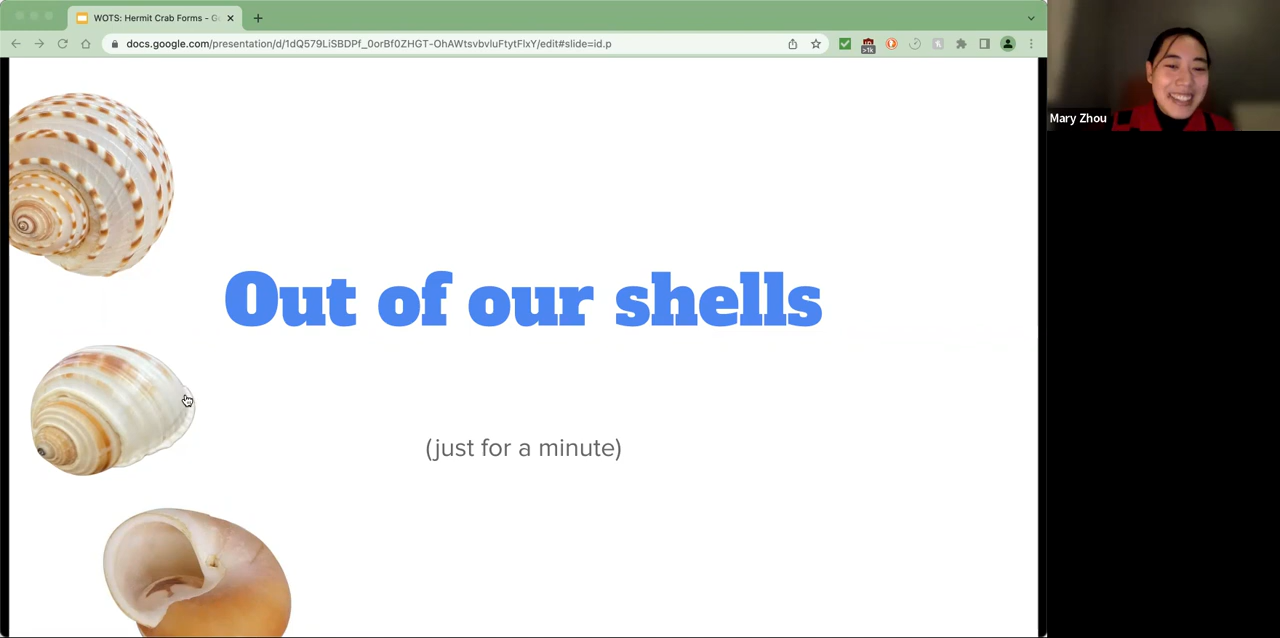 WOTS: Hermit Crab Forms - G
docs.google.com/presentation/d/1dQ579LiSBDPf_0orBf0ZHGT-OhAWtsvbvluFtytFlxY/edit#slide=id.p
>1k
Mary Zhou
Out of our shells
(just for a minute)